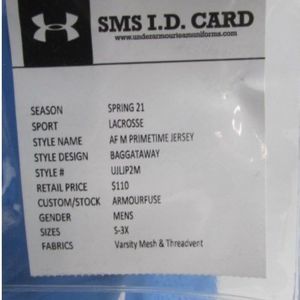 SMS I.D. CARD
www.underarmourteamuniforms.com
SEASON SPRING 21
SPORT LACROSSE
STYLE NAME AF M PRIMETIME JERSEY
STYLE DESIGN BAGGATAWAY
STYLE # UJLJP2M
RETAIL PRICE $110
CUSTOM/STOCK ARMOURFUSE
GENDER MENS
SIZES S-3X
FABRICS Varsity Mesh & Threadvent